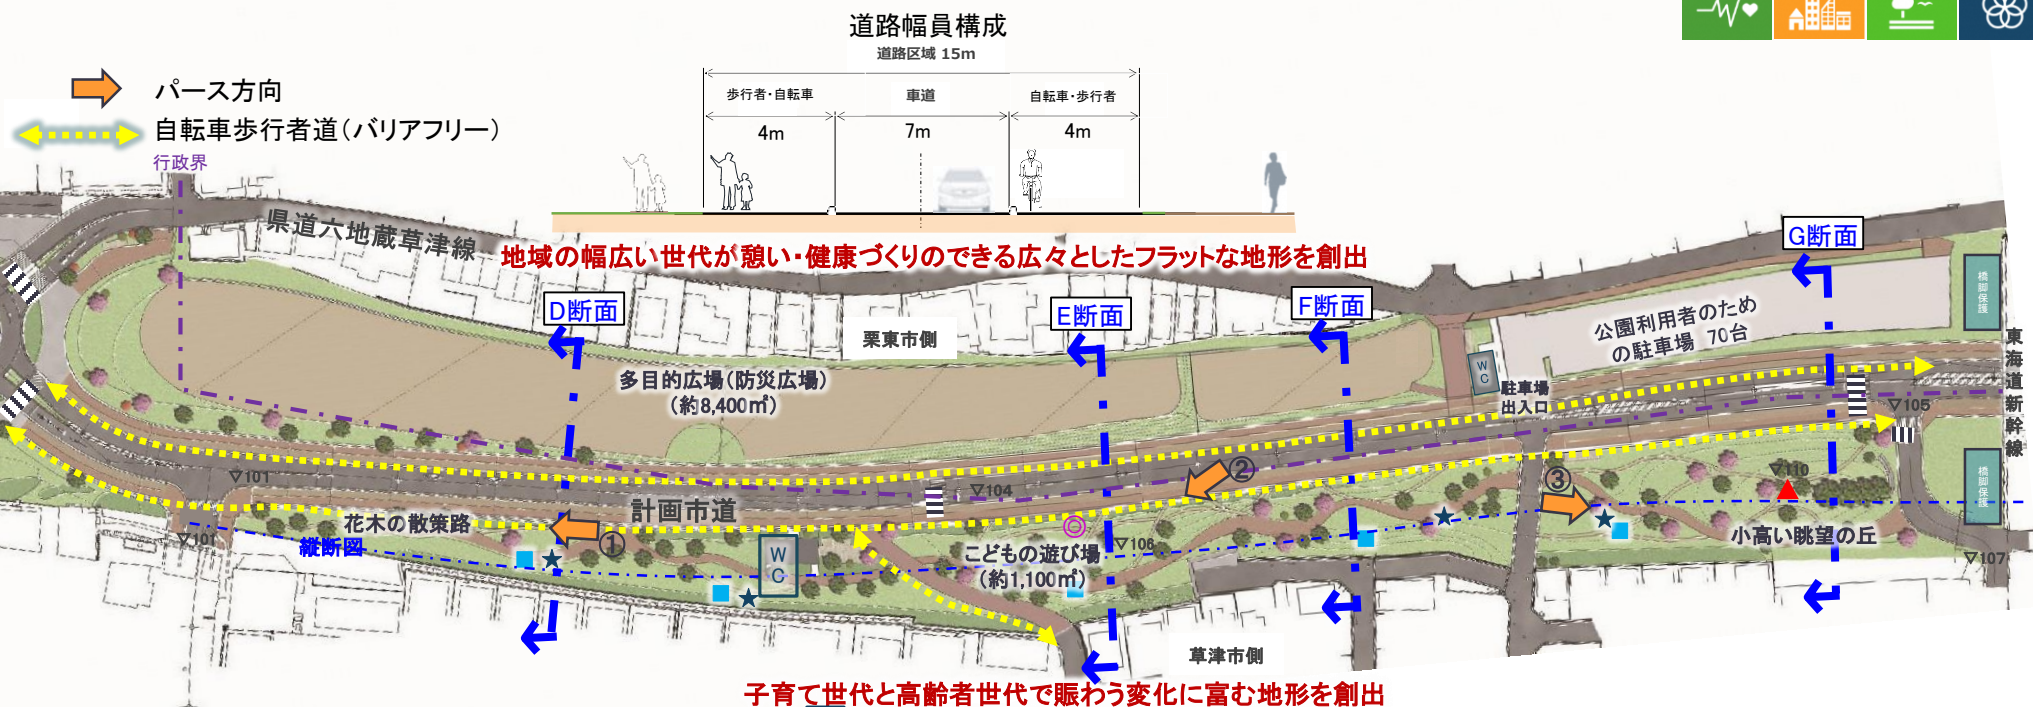 道路幅員構成
道路区域 15m
歩行者・自転車
車道
自転車・歩行者
4m
7m
4m
パース方向
自転車歩行者道（バリアフリー）
行政界
県道六地蔵草津線
地域の幅広い世代が憩い・健康づくりのできる広々としたフラットな地形を創出
G断面
D断面
E断面
F断面
栗東市側
公園利用者のため
の駐車場 70台
橋脚保護
東海道新幹線
多目的広場（防災広場）
（約8,400㎡）
WC
駐車場
出入口
▽105
▽101
▽104
②
③
▽110
橋脚保護
計画市道
花木の散策路
縦断図
▽101
①
WC
こどもの遊び場
（約1,100㎡）
▽106
小高い眺望の丘
▽107
草津市側
子育て世代と高齢者世代で賑わう変化に富む地形を創出